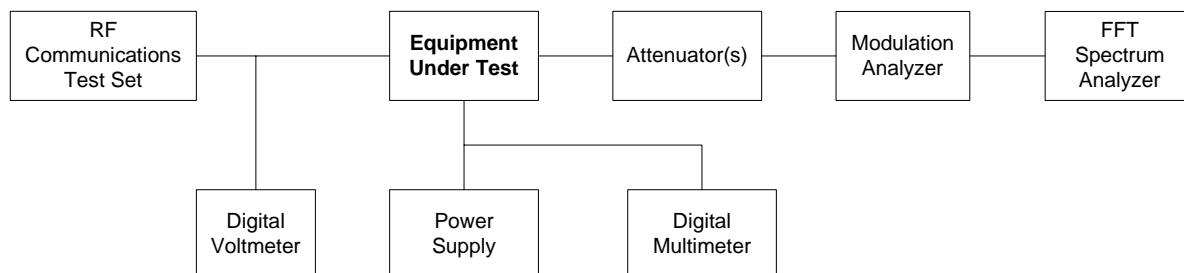 RF
Communications
Test Set
Equipment
Under Test
Attenuator(s)
Modulation
Analyzer
FFT
Spectrum
Analyzer
Digital
Voltmeter
Power
Supply
Digital
Multimeter